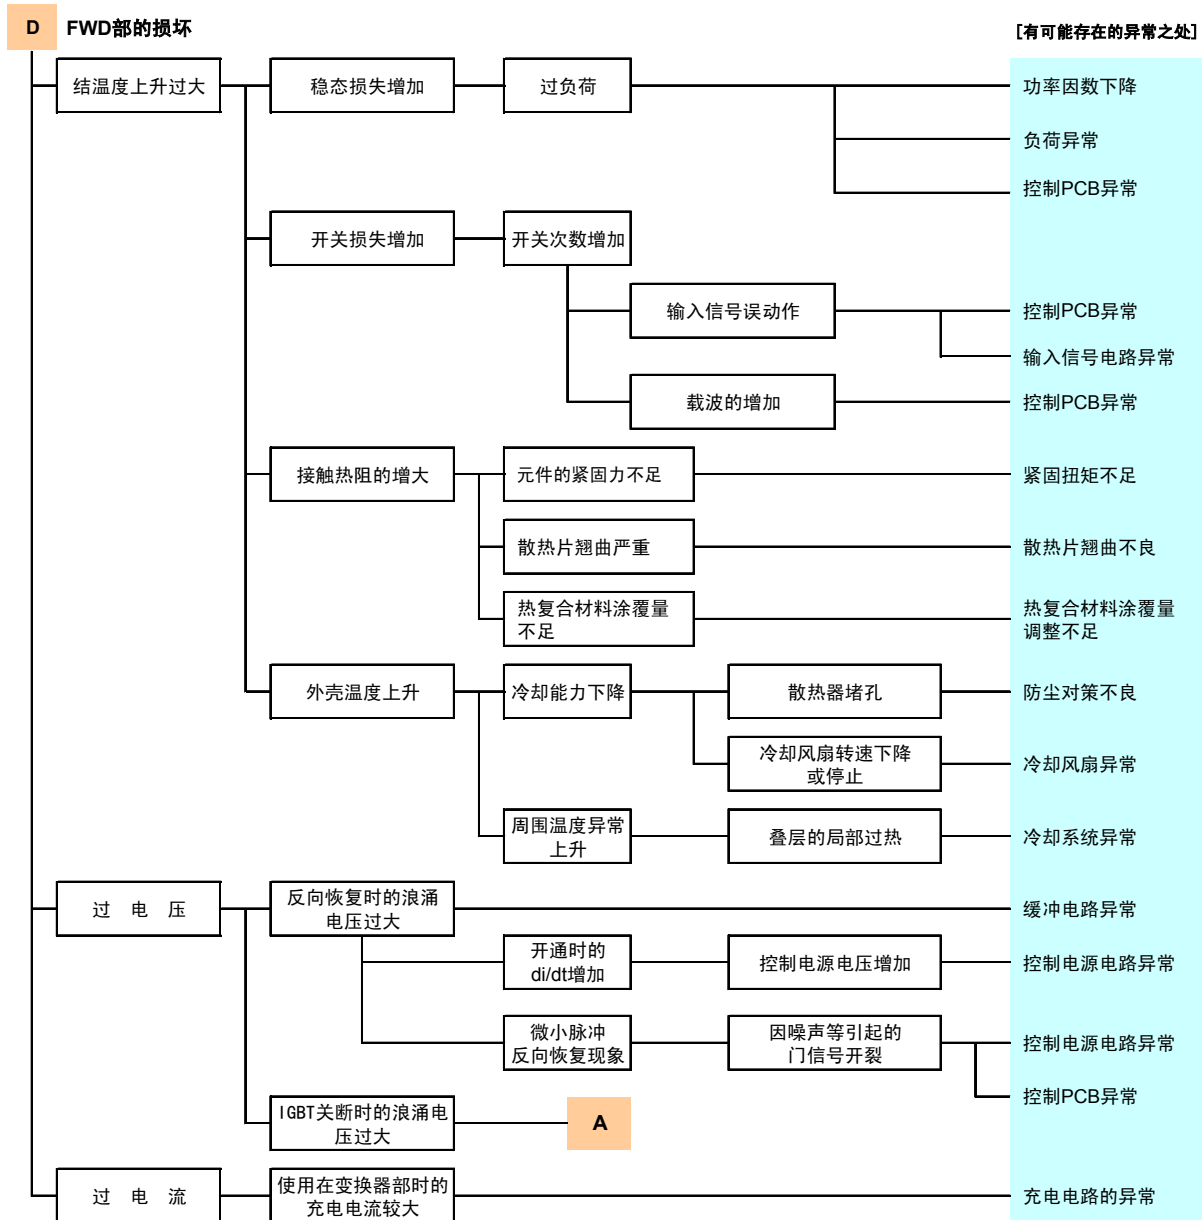 D FWD部的损坏
[有可能存在的异常之处]
结温度上升过大 稳态损失增加 过负荷 功率因数下降
负荷异常
控制PCB异常
开关损失增加 开关次数增加
输入信号误动作 控制PCB异常
输入信号电路异常
载波的增加 控制PCB异常
接触热阻的增大 元件的紧固力不足 紧固扭矩不足
散热片翘曲严重 散热片翘曲不良
热复合材料涂覆量
不足
热复合材料涂覆量
调整不足
外壳温度上升 冷却能力下降 散热器堵孔 防尘对策不良
冷却风扇转速下降
或停止
冷却风扇异常
周围温度异常
上升
叠层的局部过热 冷却系统异常
过 电 压
反向恢复时的浪涌
电压过大
缓冲电路异常
开通时的
di/dt增加
控制电源电压增加 控制电源电路异常
微小脉冲
反向恢复现象
因噪声等引起的
门信号开裂
控制电源电路异常
控制PCB异常
IGBT关断时的浪涌电
压过大
A
过 电 流
使用在变换器部时的
充电电流较大
充电电路的异常